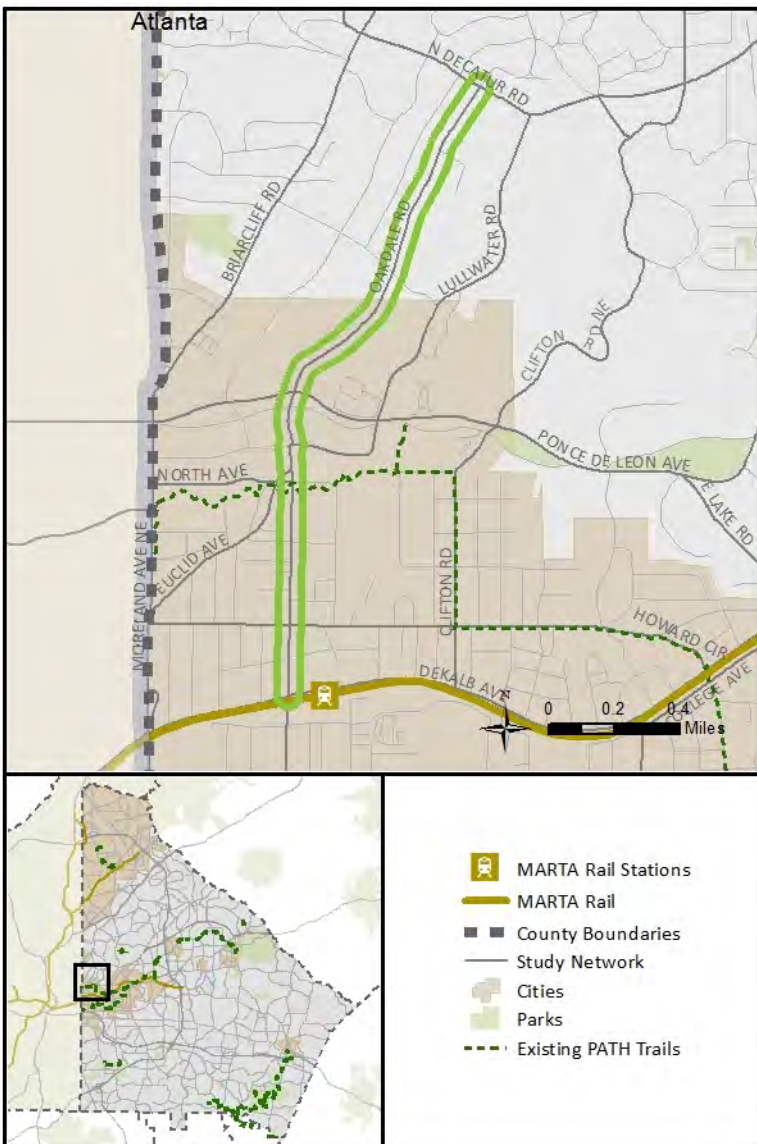 Atlanta
N DECATUR RD
BRIARCLIFF RD
OAKDALE RD
LULLWATER RD
CLIFTON RD NE
PONCE DE LEON AVE
NORTH AVE
E LAKE RD
EUCLID AVE
MORELAND AVE NE
CLIFTON RD
HOWARD CIR
DEKALB AVE
COLLEGE AVE
0 0.2 0.4
Miles
MARTA Rail Stations
MARTA Rail
County Boundaries
Study Network
Cities
Parks
Existing PATH Trails